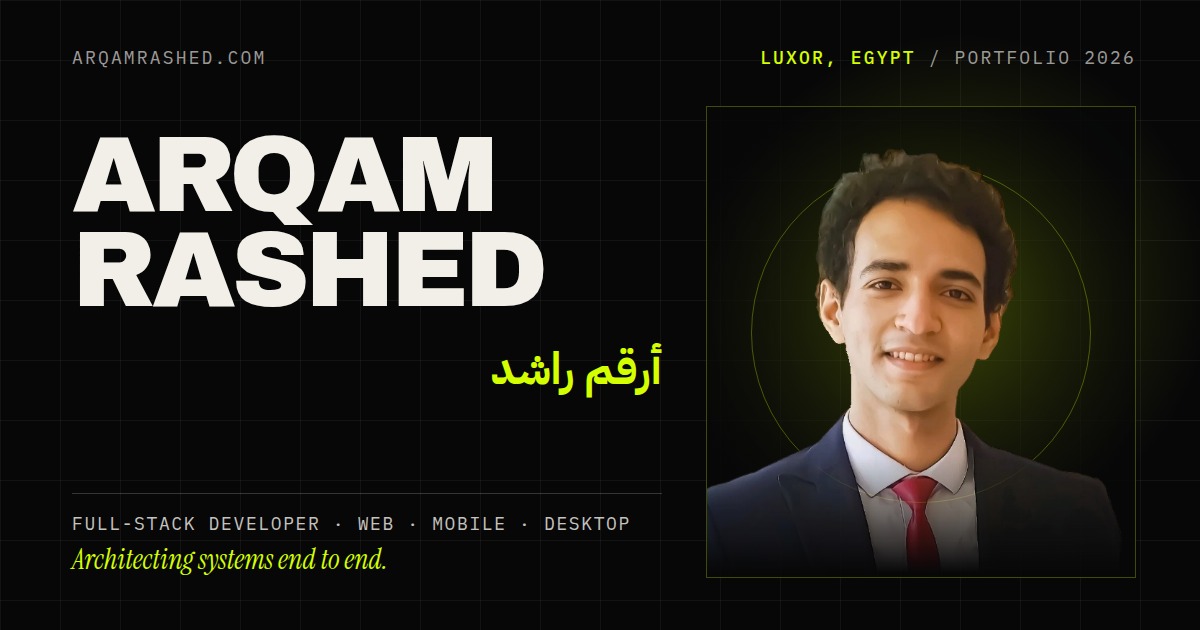 ARQAMRASHED.COM
LUXOR, EGYPT / PORTFOLIO 2026
ARQAM
RASHED
أرقم راشد
FULL-STACK DEVELOPER · WEB · MOBILE · DESKTOP
Architecting systems end to end.